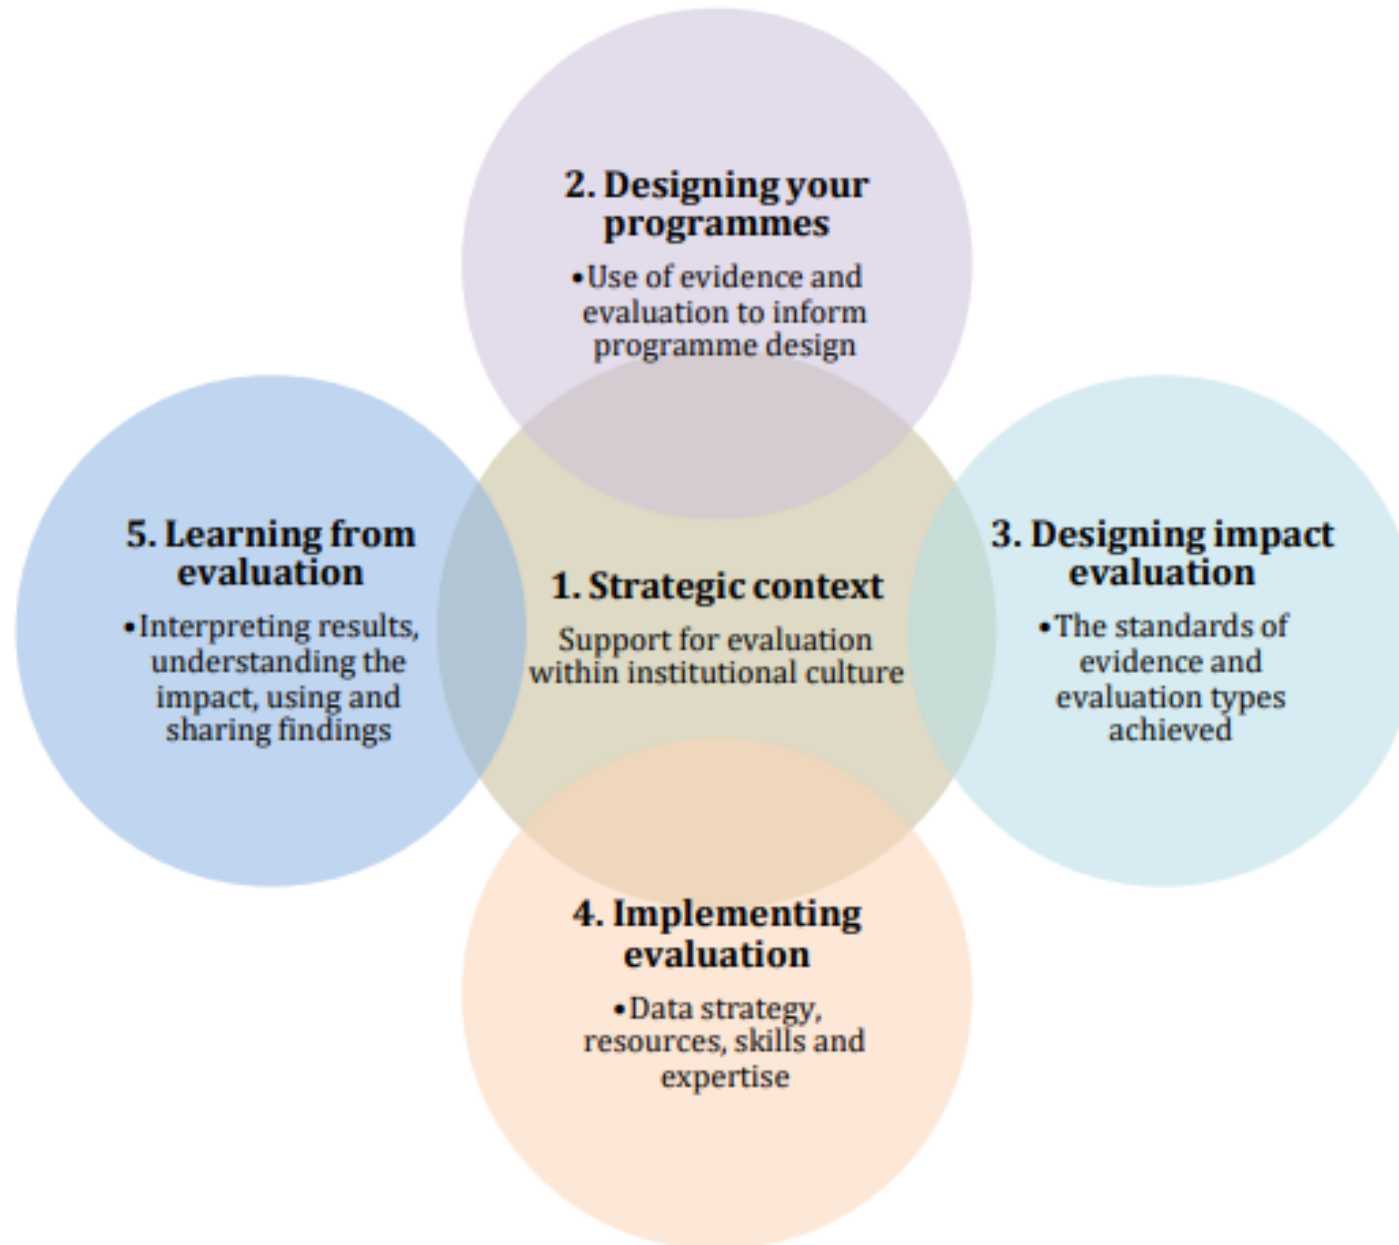 2. Designing your
programmes
•Use of evidence and
evaluation to inform
programme design
5. Learning from
evaluation
•Interpreting results,
understanding the
impact, using and
sharing findings
1. Strategic context
Support for evaluation
within institutional culture
3. Designing impact
evaluation
•The standards of
evidence and
evaluation types
achieved
4. Implementing
evaluation
•Data strategy,
resources, skills and
expertise